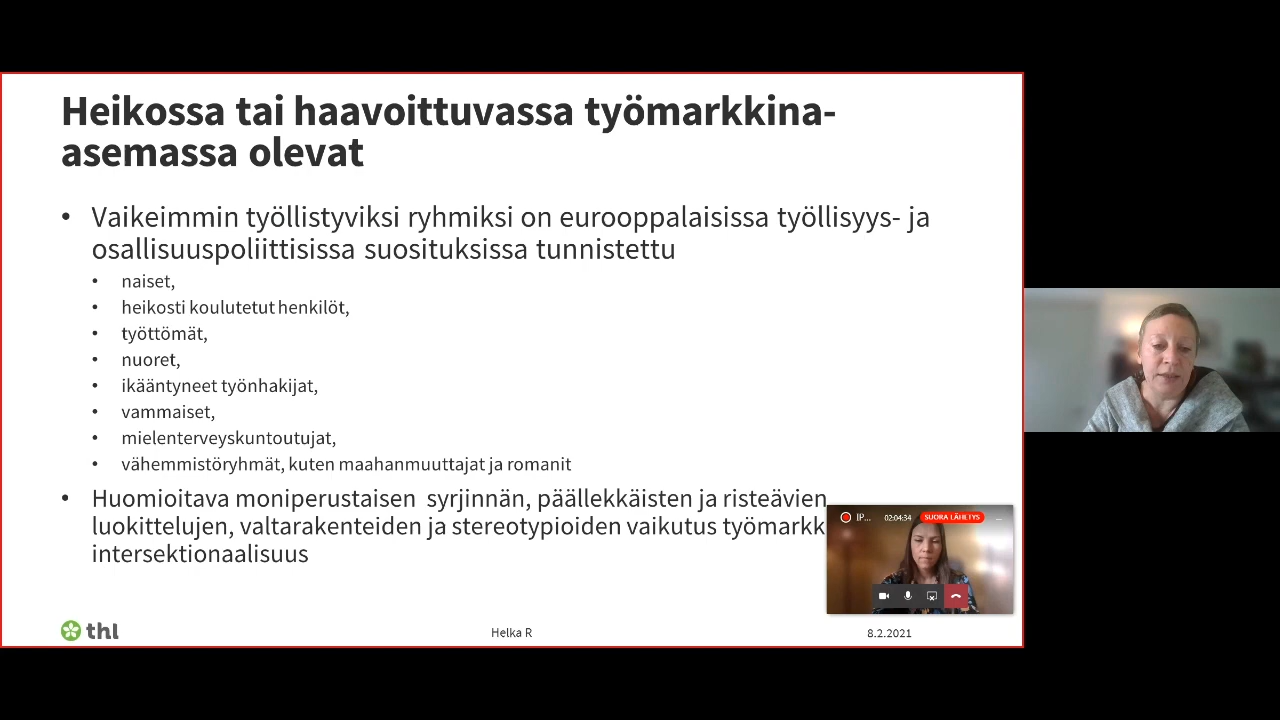 Heikossa tai haavoittuvassa työmarkkina-
asemassa olevat
• Vaikeimmin työllistyviksi ryhmiksi on eurooppalaisissa työllisyys- ja
osallisuuspoliittisissa suosituksissa tunnistettu
• naiset,
• heikosti koulutetut henkilöt,
• työttömät,
• nuoret,
• ikääntyneet työnhakijat,
• vammaiset,
• mielenterveyskuntoutujat,
• vähemmistöryhmät, kuten maahanmuuttajat ja romanit
• Huomioitava moniperustaisen syrjinnän, päällekkäisten ja risteävien
luokittelujen, valtarakenteiden ja stereotypioiden vaikutus
intersektionaalisuus
IP... 02:04:34 SUORA LÄHETYS
thl
Helka R
8.2.2021